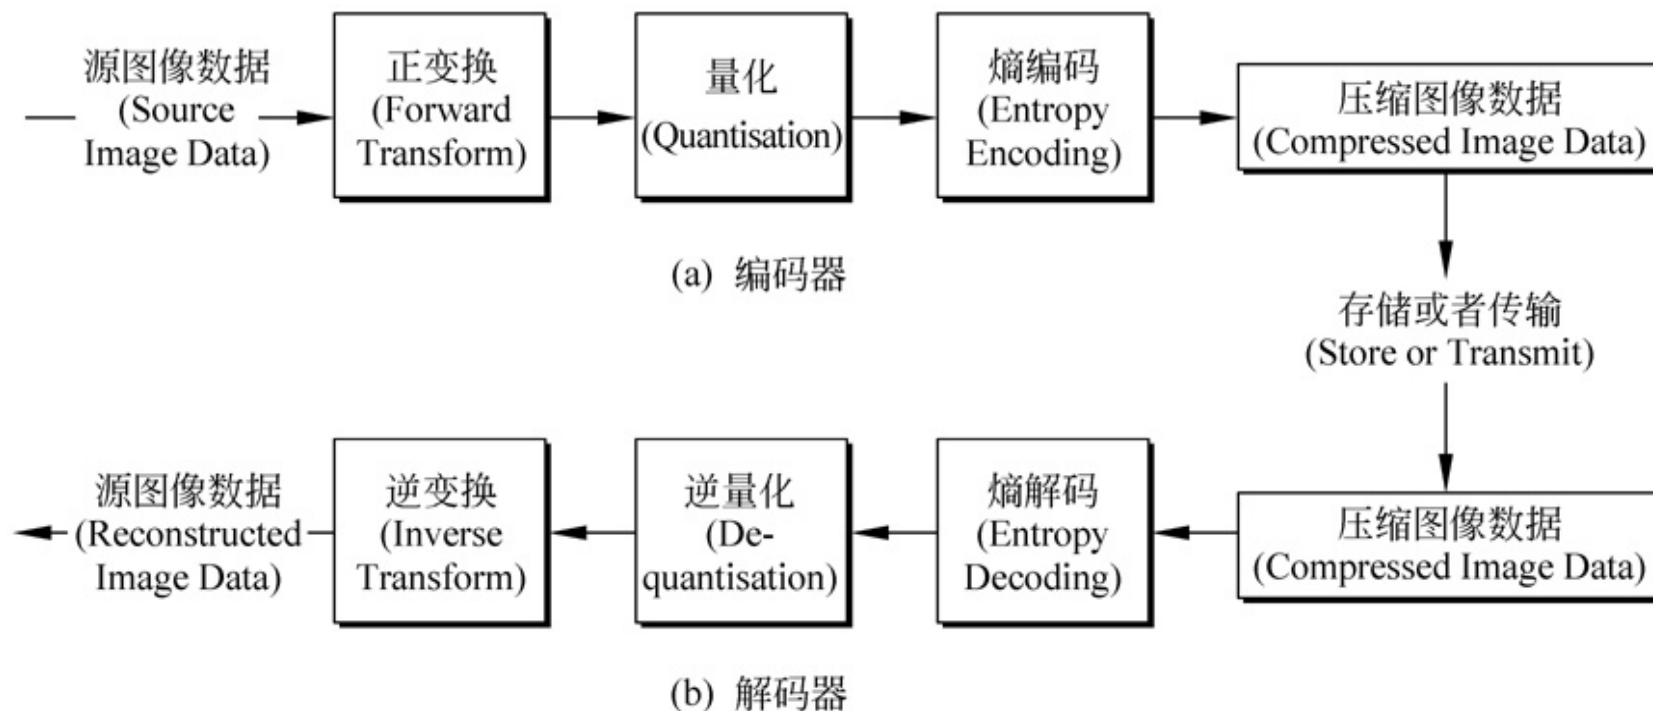 源图像数据
(Source
Image Data)
正变换
(Forward
Transform)
量化
(Quantisation)
熵编码
(Entropy
Encoding)
压缩图像数据
(Compressed Image Data)
(a) 编码器
存储或者传输
(Store or Transmit)
源图像数据
(Reconstructed
Image Data)
逆变换
(Inverse
Transform)
逆量化
(De-
quantisation)
熵解码
(Entropy
Decoding)
压缩图像数据
(Compressed Image Data)
(b) 解码器